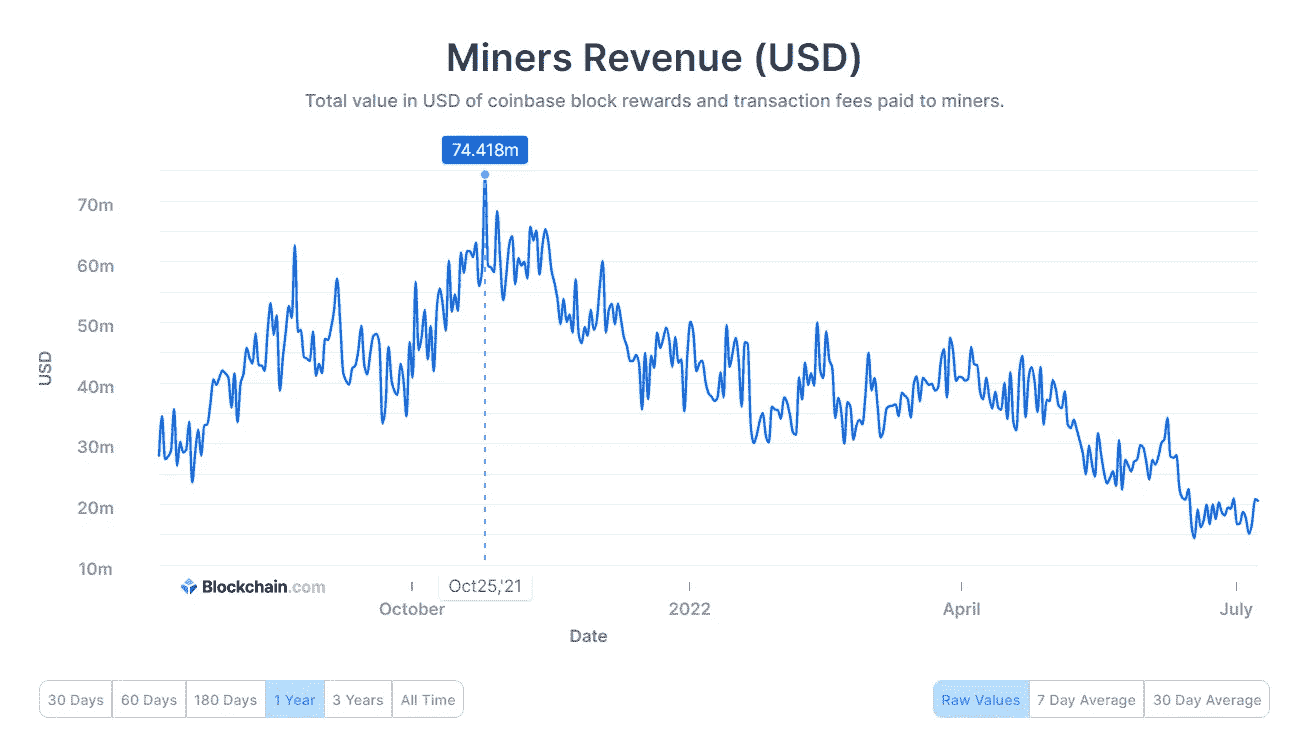 Miners Revenue (USD)
Total value in USD of coinbase block rewards and transaction fees paid to miners.
74.418m
70m
60m
50m
40m
30m
20m
10m
USD
Blockchain.com
Oct25,'21
October
2022
April
July
Date
30 Days
60 Days
180 Days
1 Year
3 Years
All Time
Raw Values
7 Day Average
30 Day Average